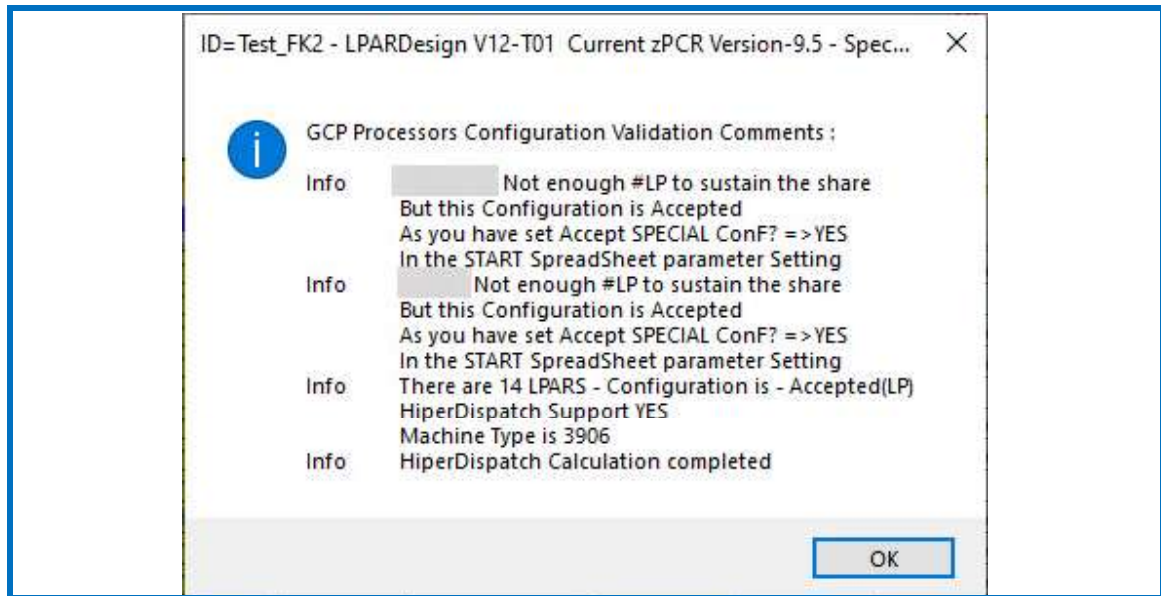 ID=Test_FK2 - LPARDesign V12-T01 Current zPCR Version-9.5 - Spec...
GCP Processors Configuration Validation Comments :
Info Not enough #LP to sustain the share
But this Configuration is Accepted
As you have set Accept SPECIAL ConF? =>YES
In the START SpreadSheet parameter Setting
Info Not enough #LP to sustain the share
But this Configuration is Accepted
As you have set Accept SPECIAL ConF? =>YES
In the START SpreadSheet parameter Setting
Info There are 14 LPARS - Configuration is - Accepted(LP)
HiperDispatch Support YES
Machine Type is 3906
Info HiperDispatch Calculation completed
OK